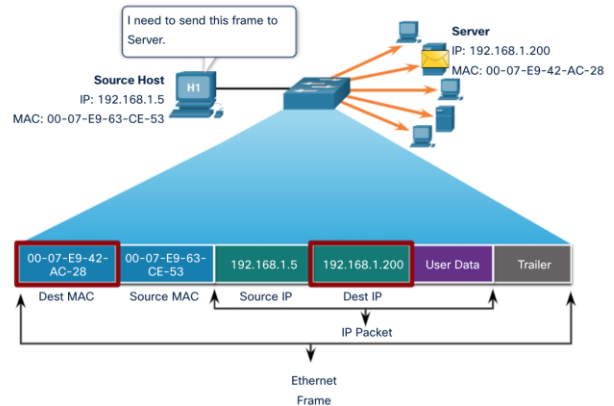 I need to send this frame to
Server.
Server
IP: 192.168.1.200
MAC: 00-07-E9-42-AC-28
Source Host
IP: 192.168.1.5
MAC: 00-07-E9-63-CE-53
H1
00-07-E9-42-
AC-28
00-07-E9-63-
CE-53
192.168.1.5
192.168.1.200
User Data
Trailer
Dest MAC
Source MAC
Source IP
Dest IP
IP Packet
Ethernet
Frame